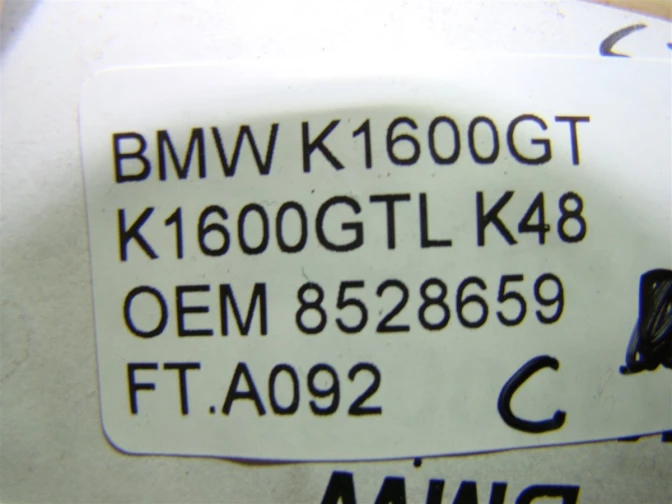 BMW K1600GT
K1600GTL K48
OEM 8528659
FT.A092 C